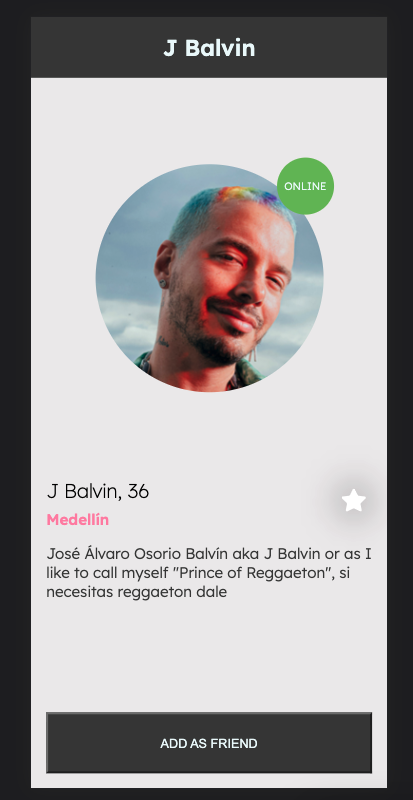 J Balvin
ONLINE
J Balvin, 36
Medellín
José Álvaro Osorio Balvín aka J Balvin or as I
like to call myself "Prince of Reggaeton", si
necesitas reggaeton dale
ADD AS FRIEND